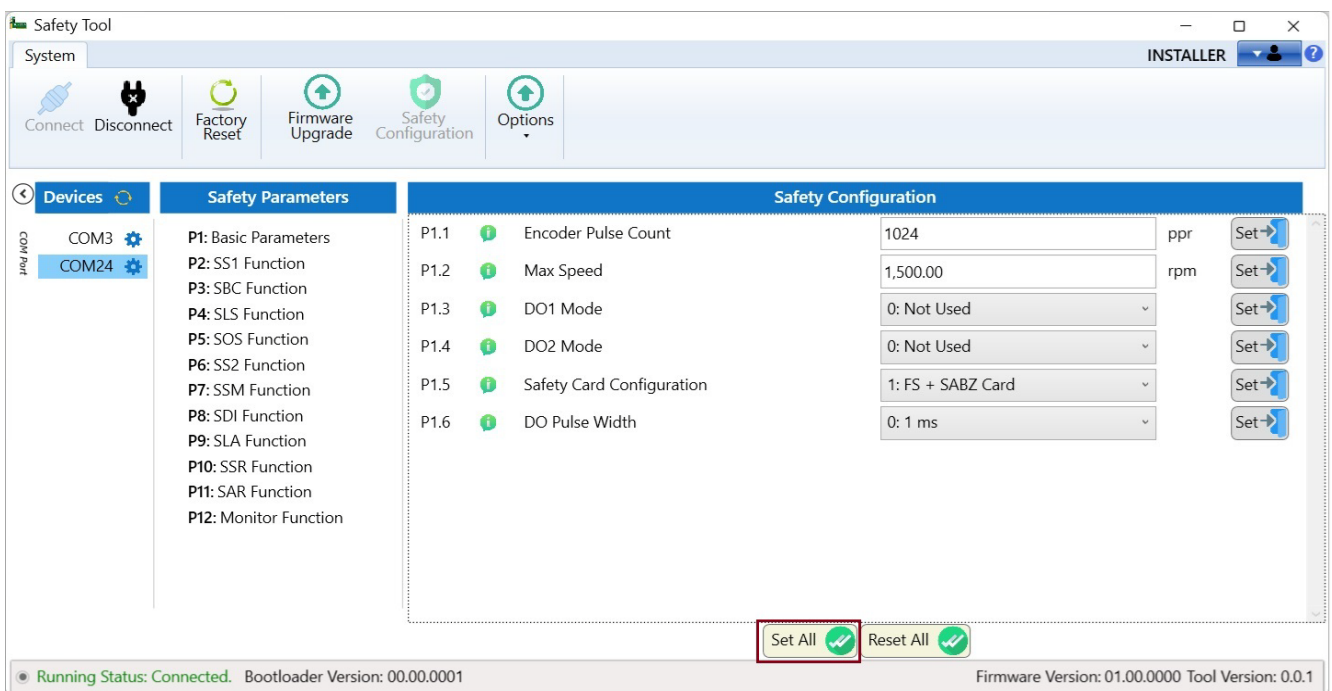 Safety Tool
System
INSTALLER
Connect
Disconnect
Factory
Reset
Firmware
Upgrade
Safety
Configuration
Options
Devices
Safety Parameters
Safety Configuration
COM Port
COM3
COM24
P1: Basic Parameters
P2: SS1 Function
P3: SBC Function
P4: SLS Function
P5: SOS Function
P6: SS2 Function
P7: SSM Function
P8: SDI Function
P9: SLA Function
P10: SSR Function
P11: SAR Function
P12: Monitor Function
P1.1 Encoder Pulse Count 1024 ppr Set
P1.2 Max Speed 1,500.00 rpm Set
P1.3 DO1 Mode 0: Not Used Set
P1.4 DO2 Mode 0: Not Used Set
P1.5 Safety Card Configuration 1: FS + SABZ Card Set
P1.6 DO Pulse Width 0: 1 ms Set
Set All
Reset All
Running Status: Connected. Bootloader Version: 00.00.0001
Firmware Version: 01.00.0000 Tool Version: 0.0.1